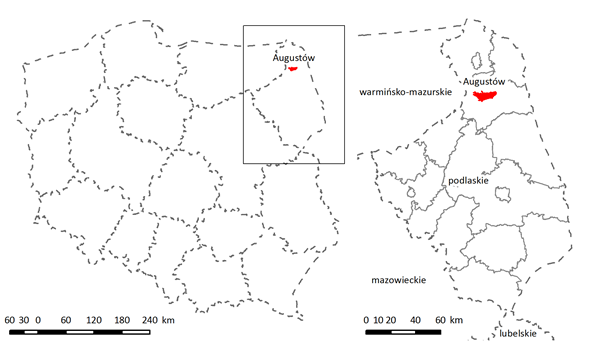 Augustów
60 30 0 60 120 180 240 km
Augustów
warmińsko-mazurskie
podlaskie
mazowieckie
lubelskie
0 10 20 40 60 km